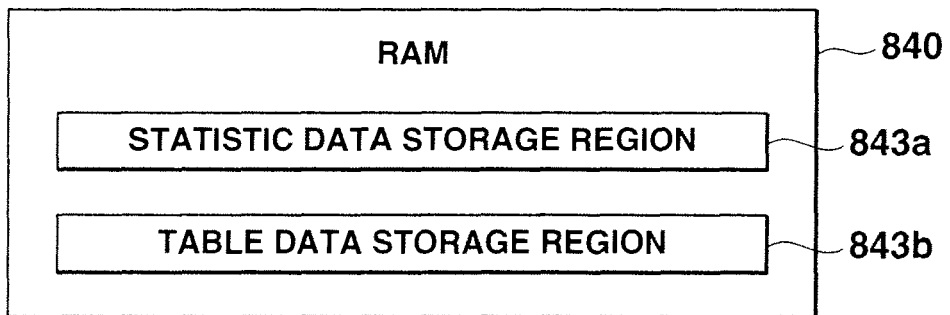 RAM
840
STATISTIC DATA STORAGE REGION
843a
TABLE DATA STORAGE REGION
843b